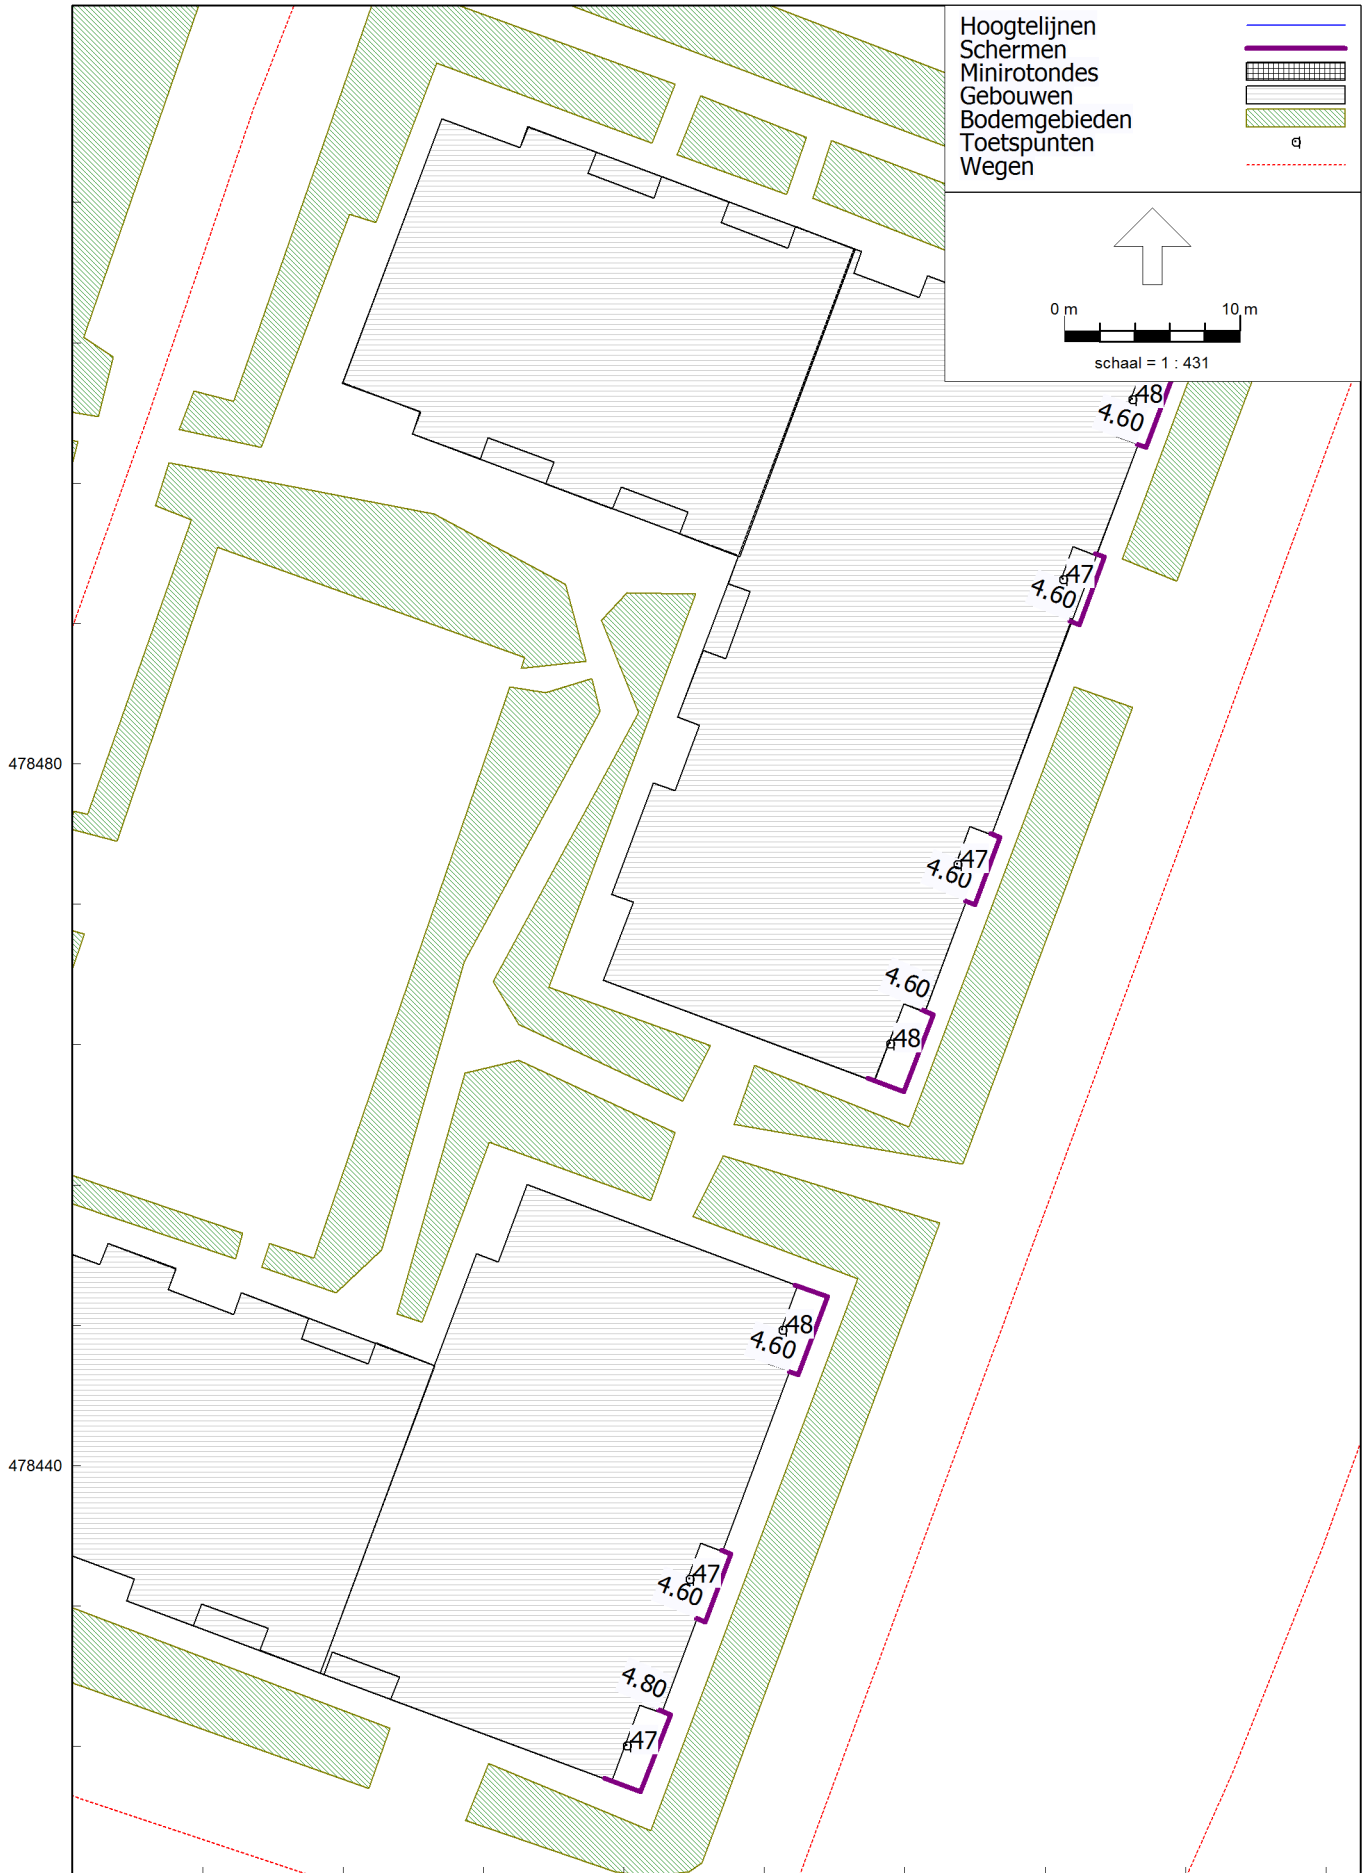 Hoogtelijnen
Schermen
Minirotondes
Gebouwen
Bodemgebieden
Toetspunten
Wegen
0 m 10 m
schaal = 1 : 431
48
4.60
47
4.60
478480
47
4.60
4.60
48
48
4.60
478440
47
4.60
4.80
47